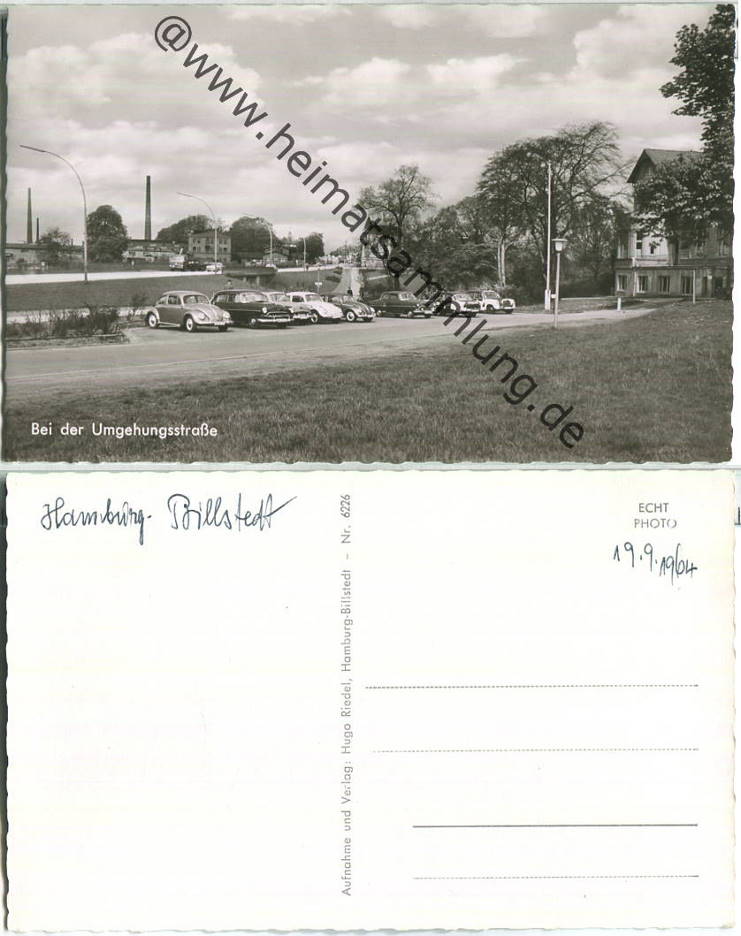 @www.heimatsammlung.de
Bei der Umgehungsstraße
Hamburg-Billstedt
Aufnahme und Verlag: Hugo Riedel, Hamburg-Billstedt – Nr. 6226
ECHT
PHOTO
19.9.1964